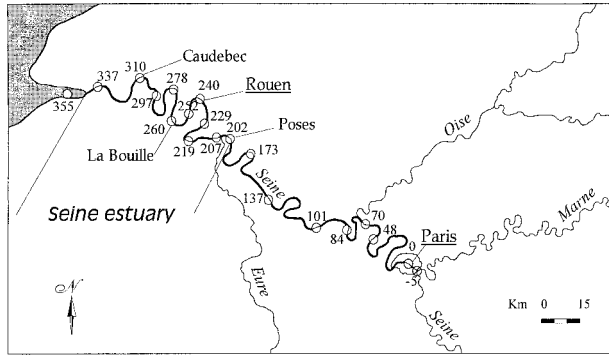 310
Caudebec
337
278
240
Rouen
355
297
252
229
202
Poses
260
La Bouille
219
207
173
Oise
Seine
Marne
Seine estuary
137
101
70
84
48
0
Paris
-5
Eure
N
Km 0 15
Seine